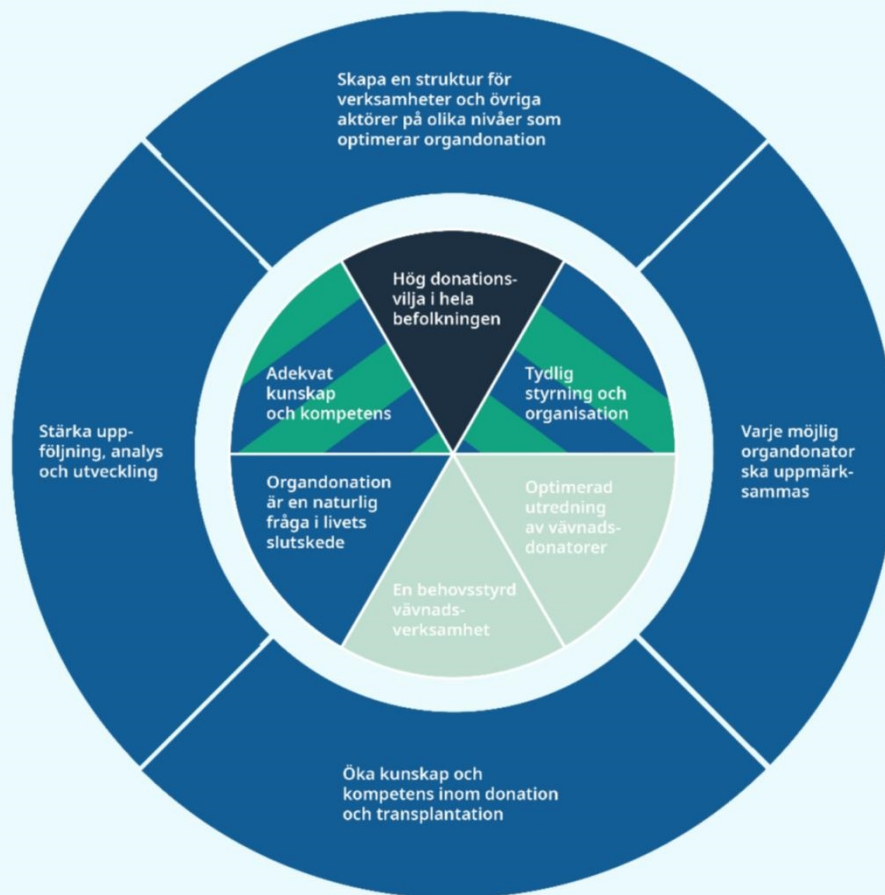 Skapa en struktur för
verksamheter och övriga
aktörer på olika nivåer som
optimerar organdonation
Hög donations-
vilja i hela
befolkningen
Adekvat
kunskap
och kompetens
Tydlig
styrning och
organisation
Stärka upp-
följning, analys
och utveckling
Varje möjlig
organdonator
ska uppmärk-
sammas
Organdonation
är en naturlig
fråga i livets
slutskede
Optimerad
utredning
av vävnads-
donatorer
En behovsstyrd
vävnads-
verksamhet
Öka kunskap och
kompetens inom donation
och transplantation